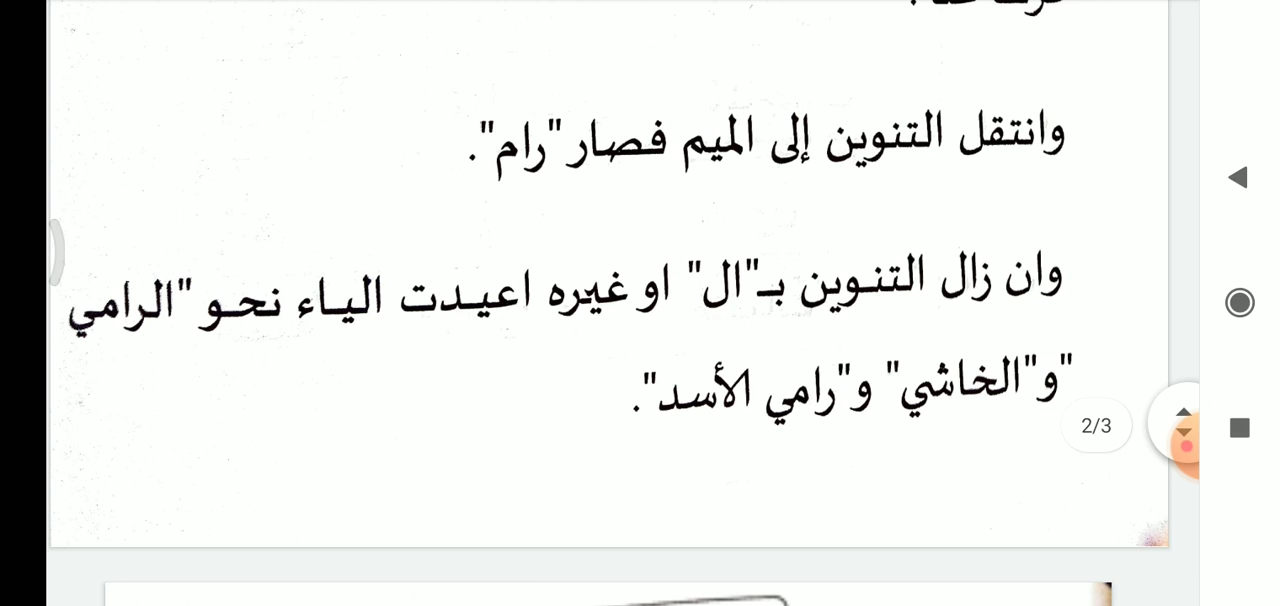 وانتقل التنوين إلى الميم فصار "رام".
وان زال التنوين بـ"ال" او غيره اعيدت الياء نحو "الرامي
"و"الخاشي" و"رامي الأسد".
2/3